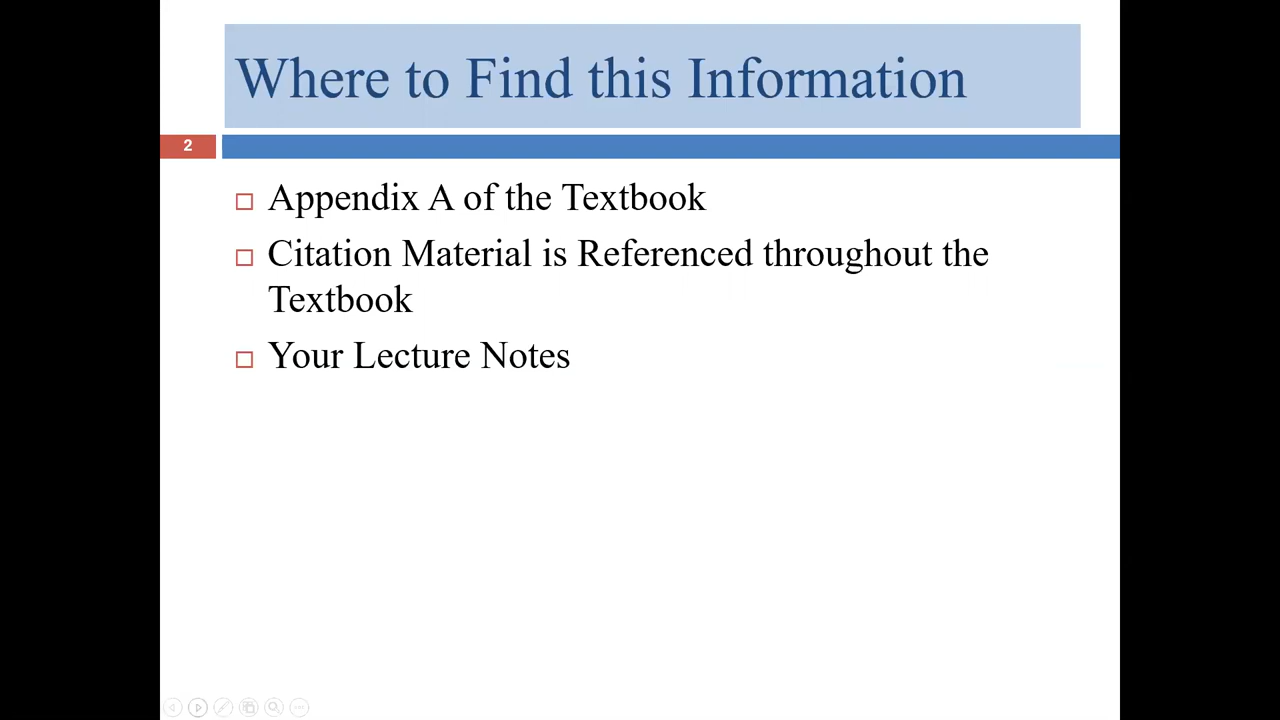 Where to Find this Information
2
Appendix A of the Textbook
Citation Material is Referenced throughout the
Textbook
Your Lecture Notes